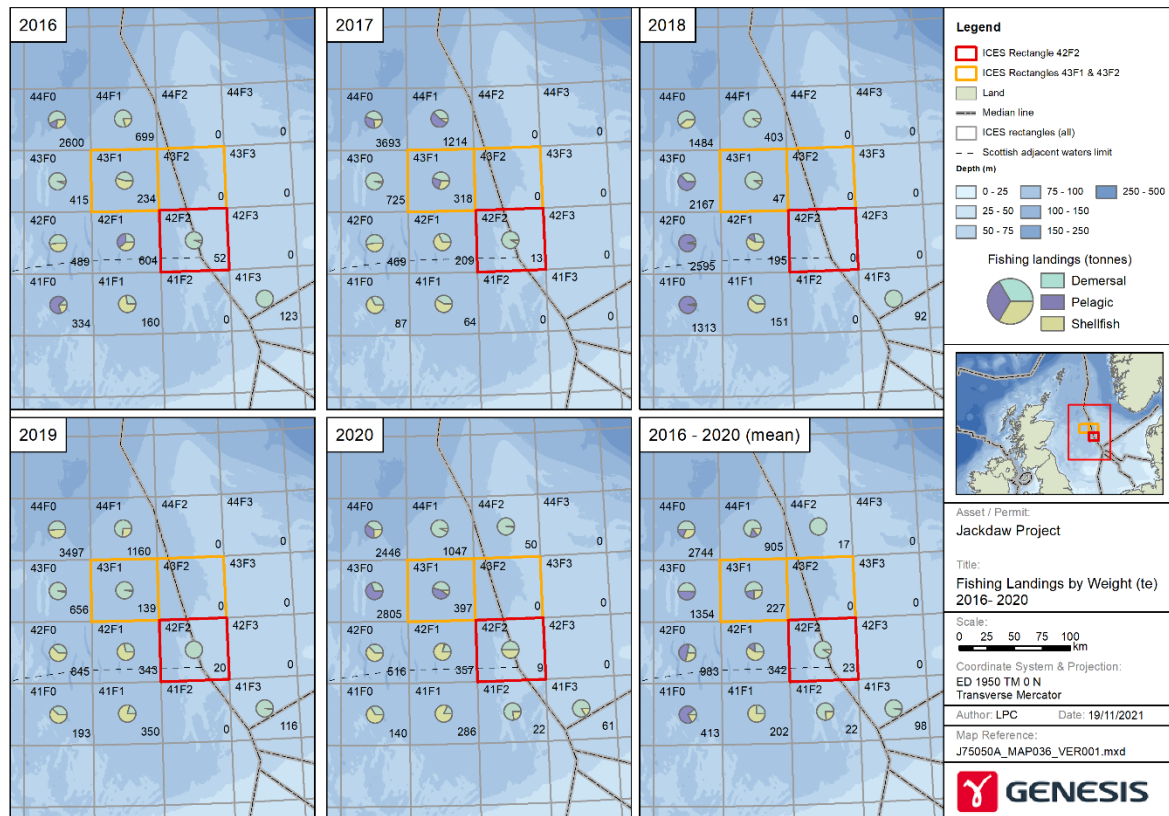 2016
44F0 44F1 44F2 44F3
2600 699 0 0
43F0 43F1 43F2 43F3
415 234 0 0
42F0 42F1 42F2 42F3
489 604 52 0
41F0 41F1 41F2 41F3
334 160 0 123
2017
44F0 44F1 44F2 44F3
3693 1214 0 0
43F0 43F1 43F2 43F3
725 318 0 0
42F0 42F1 42F2 42F3
469 209 13 0
41F0 41F1 41F2 41F3
87 64 0 0
2018
44F0 44F1 44F2 44F3
1484 403 0 0
43F0 43F1 43F2 43F3
2167 47 0 0
42F0 42F1 42F2 42F3
2595 195 0 0
41F0 41F1 41F2 41F3
1313 151 0 92
2019
44F0 44F1 44F2 44F3
3497 1160 0 0
43F0 43F1 43F2 43F3
656 139 0 0
42F0 42F1 42F2 42F3
845 343 20 0
41F0 41F1 41F2 41F3
193 350 0 116
2020
44F0 44F1 44F2 44F3
2446 1047 50 0
43F0 43F1 43F2 43F3
2805 397 0 0
42F0 42F1 42F2 42F3
516 357 9 0
41F0 41F1 41F2 41F3
140 286 22 61
2016 - 2020 (mean)
44F0 44F1 44F2 44F3
2744 905 17 0
43F0 43F1 43F2 43F3
1354 227 0 0
42F0 42F1 42F2 42F3
983 342 23 0
41F0 41F1 41F2 41F3
413 202 22 98
Legend
ICES Rectangle 42F2
ICES Rectangles 43F1 & 43F2
Land
Median line
ICES rectangles (all)
Scottish adjacent waters limit
Depth (m)
0 - 25 75 - 100 250 - 500
25 - 50 100 - 150
50 - 75 150 - 250
Fishing landings (tonnes)
Demersal
Pelagic
Shellfish
Asset / Permit:
Jackdaw Project
Title:
Fishing Landings by Weight (te)
2016- 2020
Scale:
0 25 50 75 100
km
Coordinate System & Projection:
ED 1950 TM 0 N
Transverse Mercator
Author: LPC Date: 19/11/2021
Map Reference:
J75050A_MAP036_VER001.mxd
GENESIS